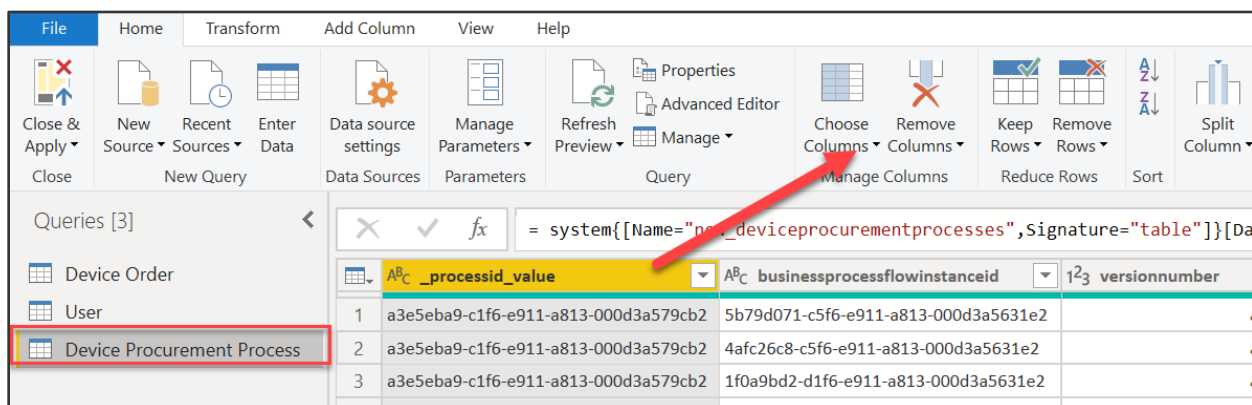 File Home Transform Add Column View Help
Close & Apply
New Source
Recent Sources
Enter Data
Data source settings
Manage Parameters
Refresh Preview
Properties
Advanced Editor
Manage
Choose Columns
Remove Columns
Keep Rows
Remove Rows
A
Z
Z
A
Split Column
Close New Query Data Sources Parameters Query Manage Columns Reduce Rows Sort
Queries [3]
Device Order
User
Device Procurement Process
fx = system{[Name="new_deviceprocurementprocesses",Signature="table"]}[Da
ABC _processid_value ABC businessprocessflowinstanceid 123 versionnumber
1 a3e5eba9-c1f6-e911-a813-000d3a579cb2 5b79d071-c5f6-e911-a813-000d3a5631e2
2 a3e5eba9-c1f6-e911-a813-000d3a579cb2 4afc26c8-c5f6-e911-a813-000d3a5631e2
3 a3e5eba9-c1f6-e911-a813-000d3a579cb2 1f0a9bd2-d1f6-e911-a813-000d3a5631e2